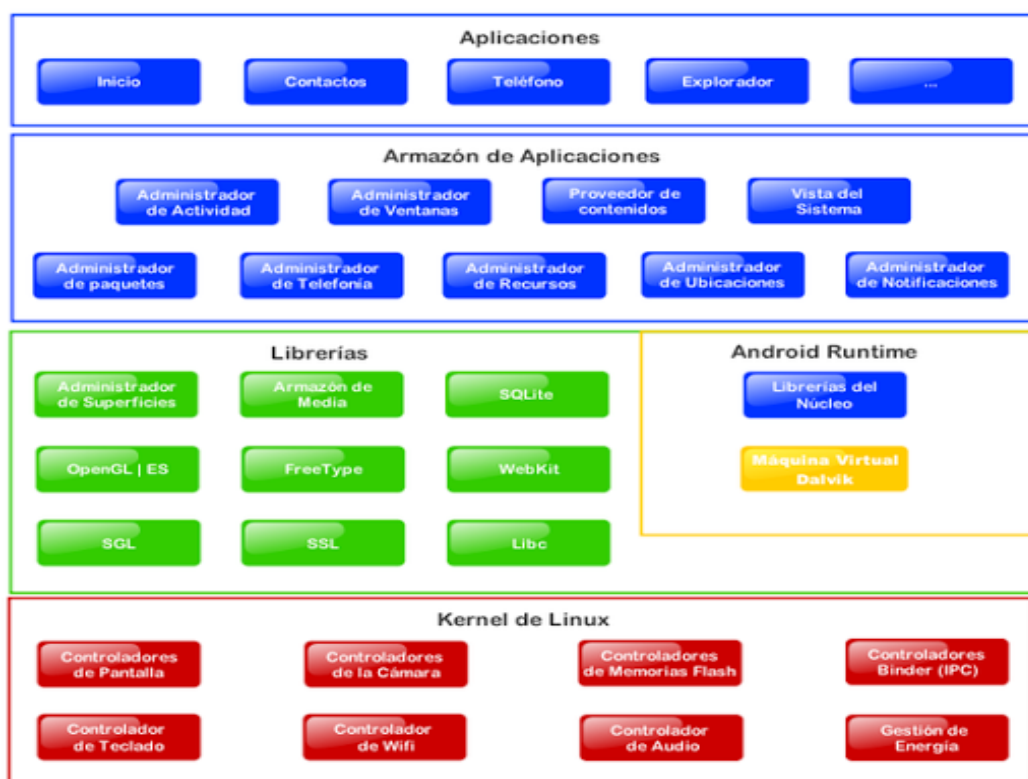 Aplicaciones
Inicio
Contactos
Teléfono
Explorador
...
Armazón de Aplicaciones
Administrador
de Actividad
Administrador
de Ventanas
Proveedor de
contenidos
Vista del
Sistema
Administrador
de paquetes
Administrador
de Telefonía
Administrador
de Recursos
Administrador
de Ubicaciones
Administrador
de Notificaciones
Librerías
Administrador
de Superficies
Armazón de
Media
SQLite
OpenGL | ES
FreeType
WebKit
SGL
SSL
Libc
Android Runtime
Librerías del
Núcleo
Máquina Virtual
Dalvik
Kernel de Linux
Controladores
de Pantalla
Controladores
de la Cámara
Controladores
de Memorias Flash
Controladores
Binder (IPC)
Controlador
de Teclado
Controlador
de Wifi
Controlador
de Audio
Gestión de
Energía